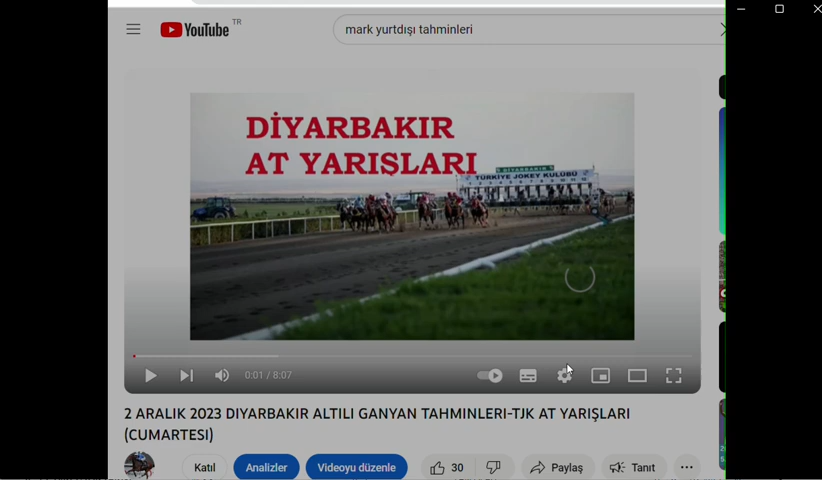 YouTube TR
mark yurtdışı tahminleri
DİYARBAKIR
AT YARIŞLARI
DİYARBAKIR
TÜRKİYE JOKEY KULÜBÜ
0:01 / 8:07
2 ARALIK 2023 DIYARBAKIR ALTILI GANYAN TAHMINLERI-TJK AT YARIŞLARI
(CUMARTESI)
Katıl Analizler Videoyu düzenle 30 Paylaş Tanıt